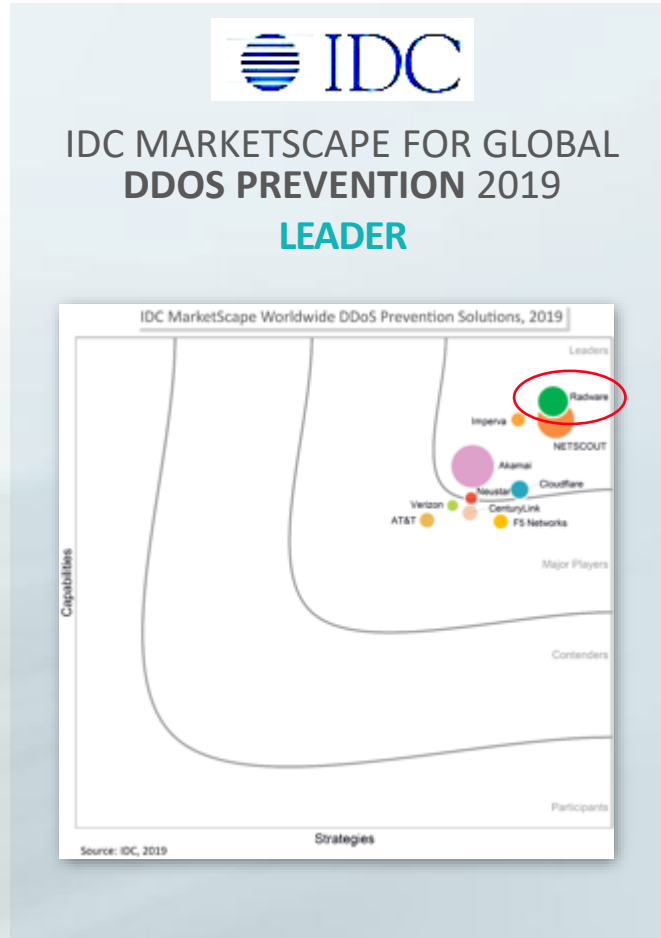 IDC
IDC MARKETSCAPE FOR GLOBAL
DDOS PREVENTION 2019
LEADER
IDC MarketScape Worldwide DDoS Prevention Solutions, 2019
Leaders
Radware
Imperva
NETSCOUT
Akamai
Cloudflare
Neustar
Verizon
CenturyLink
AT&T
F5 Networks
Major Players
Capabilities
Contenders
Participants
Strategies
Source: IDC, 2019